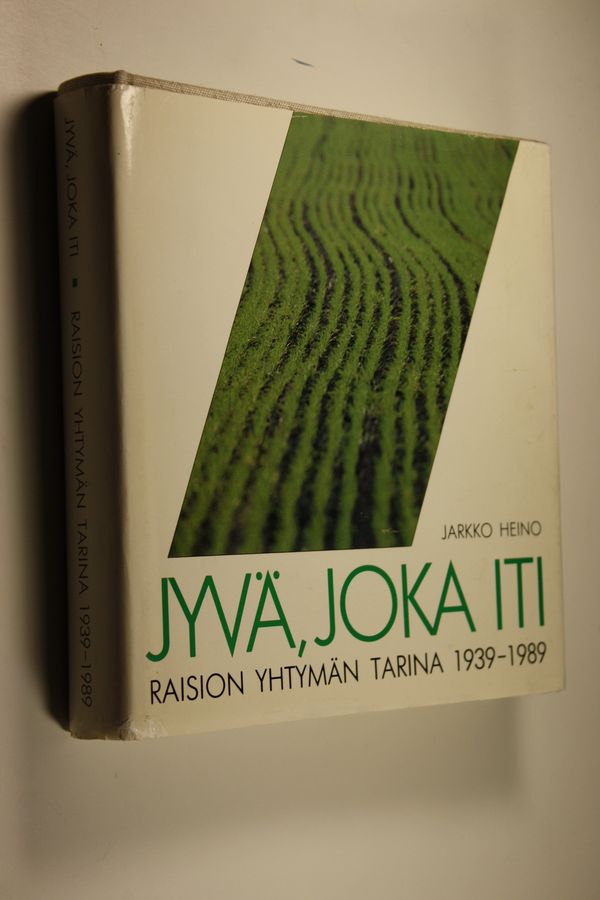 JYVÄ, JOKA ITI ▪ RAISION YHTYMÄN TARINA 1939–1989
JARKKO HEINO
JYVÄ, JOKA ITI
RAISION YHTYMÄN TARINA 1939–1989